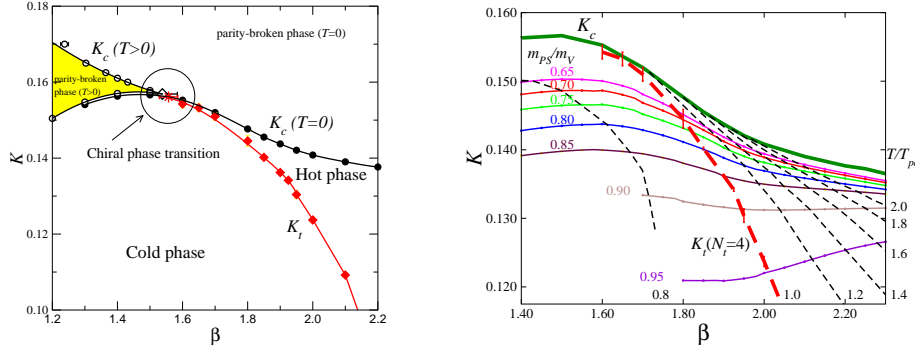 K
0.18
0.16
0.14
0.12
0.10
1.2
1.4
1.6
1.8
2.0
2.2
β
K_c (T>0)
parity-broken phase (T=0)
parity-broken
phase (T>0)
K_c (T=0)
Chiral phase transition
Hot phase
K_t
Cold phase
K
0.160
0.150
0.140
0.130
0.120
1.40
1.60
1.80
2.00
2.20
β
K_c
m_PS/m_V
0.65
0.70
0.75
0.80
0.85
0.90
0.95
K_t(N_t=4)
T/T_pc
2.0
1.8
1.6
1.4
0.8
1.0
1.2